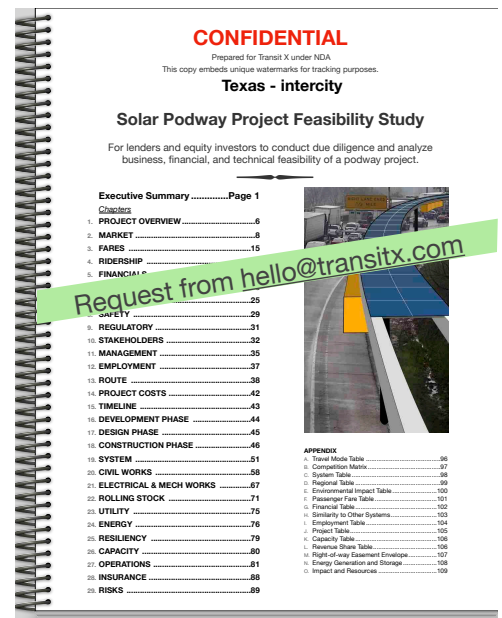 CONFIDENTIAL
Prepared for Transit X under NDA
This copy embeds unique watermarks for tracking purposes.
Texas - intercity
Solar Podway Project Feasibility Study
For lenders and equity investors to conduct due diligence and analyze
business, financial, and technical feasibility of a podway project.
Executive Summary ..............Page 1
Chapters
1. PROJECT OVERVIEW ...................................6
2. MARKET ...................................................8
3. FARES ...................................................15
4. RIDERSHIP
5. FINANCIALS
Request from hello@transitx.com
25
8. SAFETY ...................................................29
9. REGULATORY ...........................................31
10. STAKEHOLDERS .......................................32
11. MANAGEMENT .........................................35
12. EMPLOYMENT .........................................37
13. ROUTE ...................................................38
14. PROJECT COSTS .....................................42
15. TIMELINE ...............................................43
16. DEVELOPMENT PHASE ............................44
17. DESIGN PHASE .......................................45
18. CONSTRUCTION PHASE ..........................46
19. SYSTEM .................................................51
20. CIVIL WORKS .........................................58
21. ELECTRICAL & MECH WORKS .................67
22. ROLLING STOCK ....................................71
23. UTILITY .................................................75
24. ENERGY .................................................76
25. RESILIENCY ...........................................79
26. CAPACITY ..............................................80
27. OPERATIONS .........................................81
28. INSURANCE ...........................................88
29. RISKS ....................................................89
APPENDIX
A. Travel Mode Table ....................................96
B. Competition Matrix ...................................97
C. System Table ...........................................98
D. Regional Table .........................................99
E. Environmental Impact Table ......................100
F. Passenger Fare Table ...............................101
G. Financial Table .......................................102
H. Similarity to Other Systems ......................103
I. Employment Table ...................................104
J. Project Table ..........................................105
K. Capacity Table ........................................106
L. Revenue Share Table ................................106
M. Right-of-way Easement Envelope ..............107
N. Energy Generation and Storage .................108
O. Impact and Resources .............................109